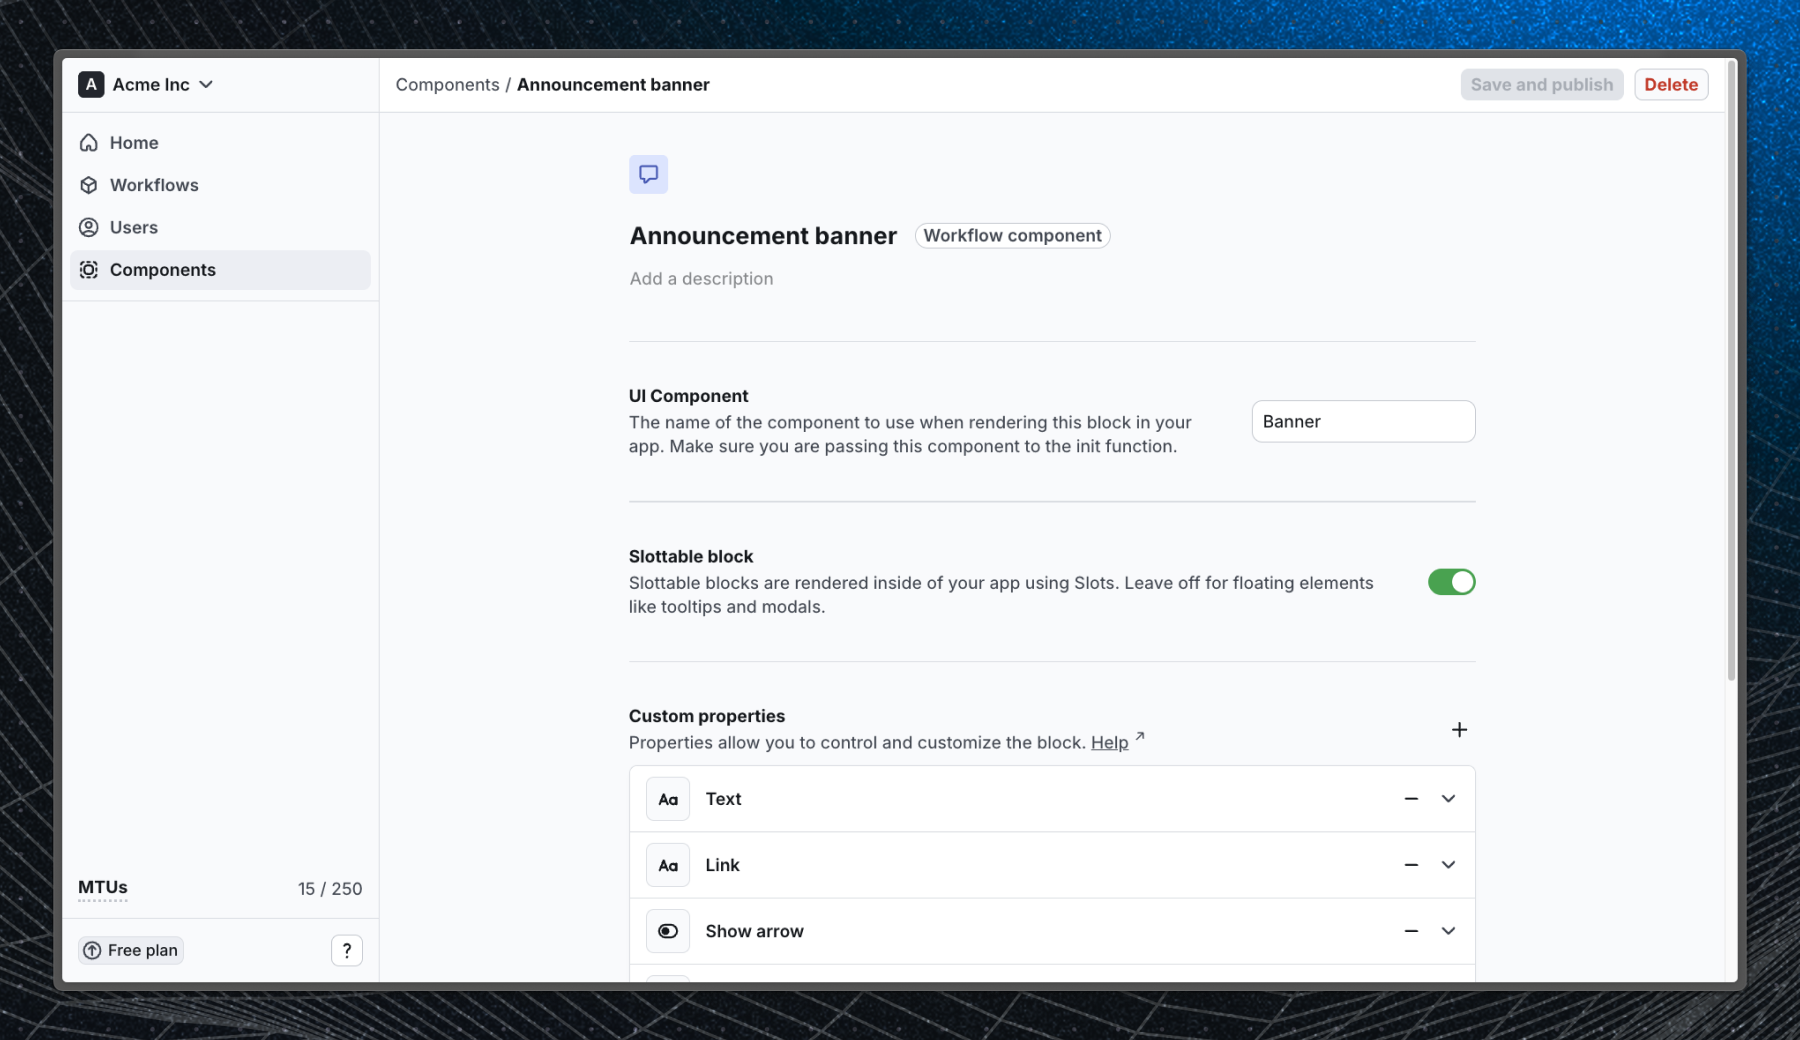 A Acme Inc
Components / Announcement banner
Save and publish
Delete
Home
Workflows
Users
Components
Announcement banner
Workflow component
Add a description
UI Component
The name of the component to use when rendering this block in your
app. Make sure you are passing this component to the init function.
Banner
Slottable block
Slottable blocks are rendered inside of your app using Slots. Leave off for floating elements
like tooltips and modals.
Custom properties
Properties allow you to control and customize the block. Help ↗
Aa Text
Aa Link
Show arrow
MTUs 15 / 250
Free plan
?